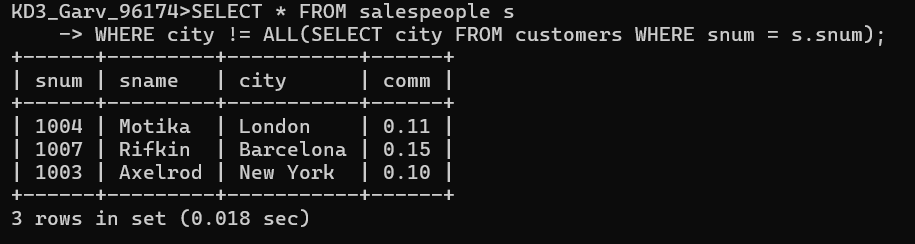 KD3_Garv_96174>SELECT * FROM salespeople s
    -> WHERE city != ALL(SELECT city FROM customers WHERE snum = s.snum);
+------+---------+-----------+------+
| snum | sname   | city      | comm |
+------+---------+-----------+------+
| 1004 | Motika  | London    | 0.11 |
| 1007 | Rifkin  | Barcelona | 0.15 |
| 1003 | Axelrod | New York  | 0.10 |
+------+---------+-----------+------+
3 rows in set (0.018 sec)